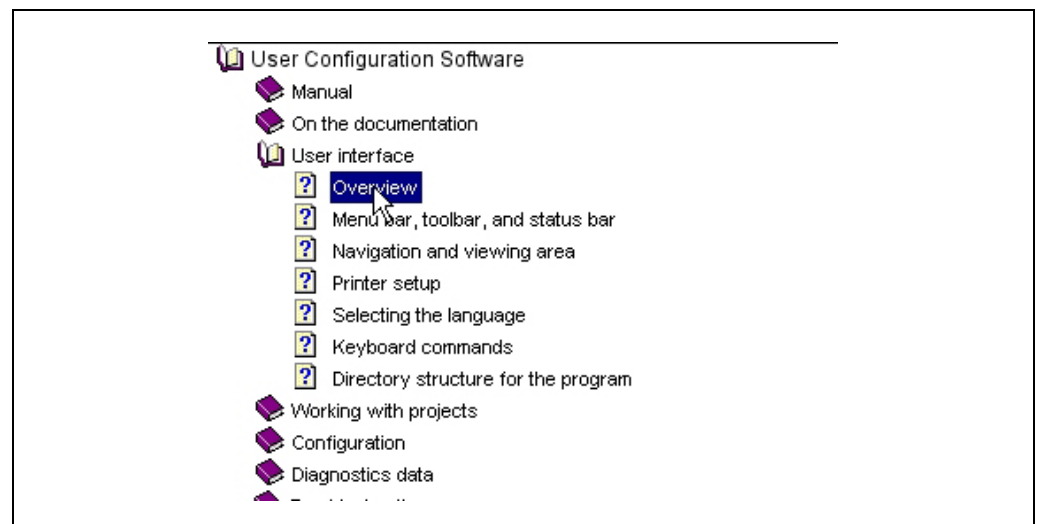 User Configuration Software
Manual
On the documentation
User interface
Overview
Menu bar, toolbar, and status bar
Navigation and viewing area
Printer setup
Selecting the language
Keyboard commands
Directory structure for the program
Working with projects
Configuration
Diagnostics data